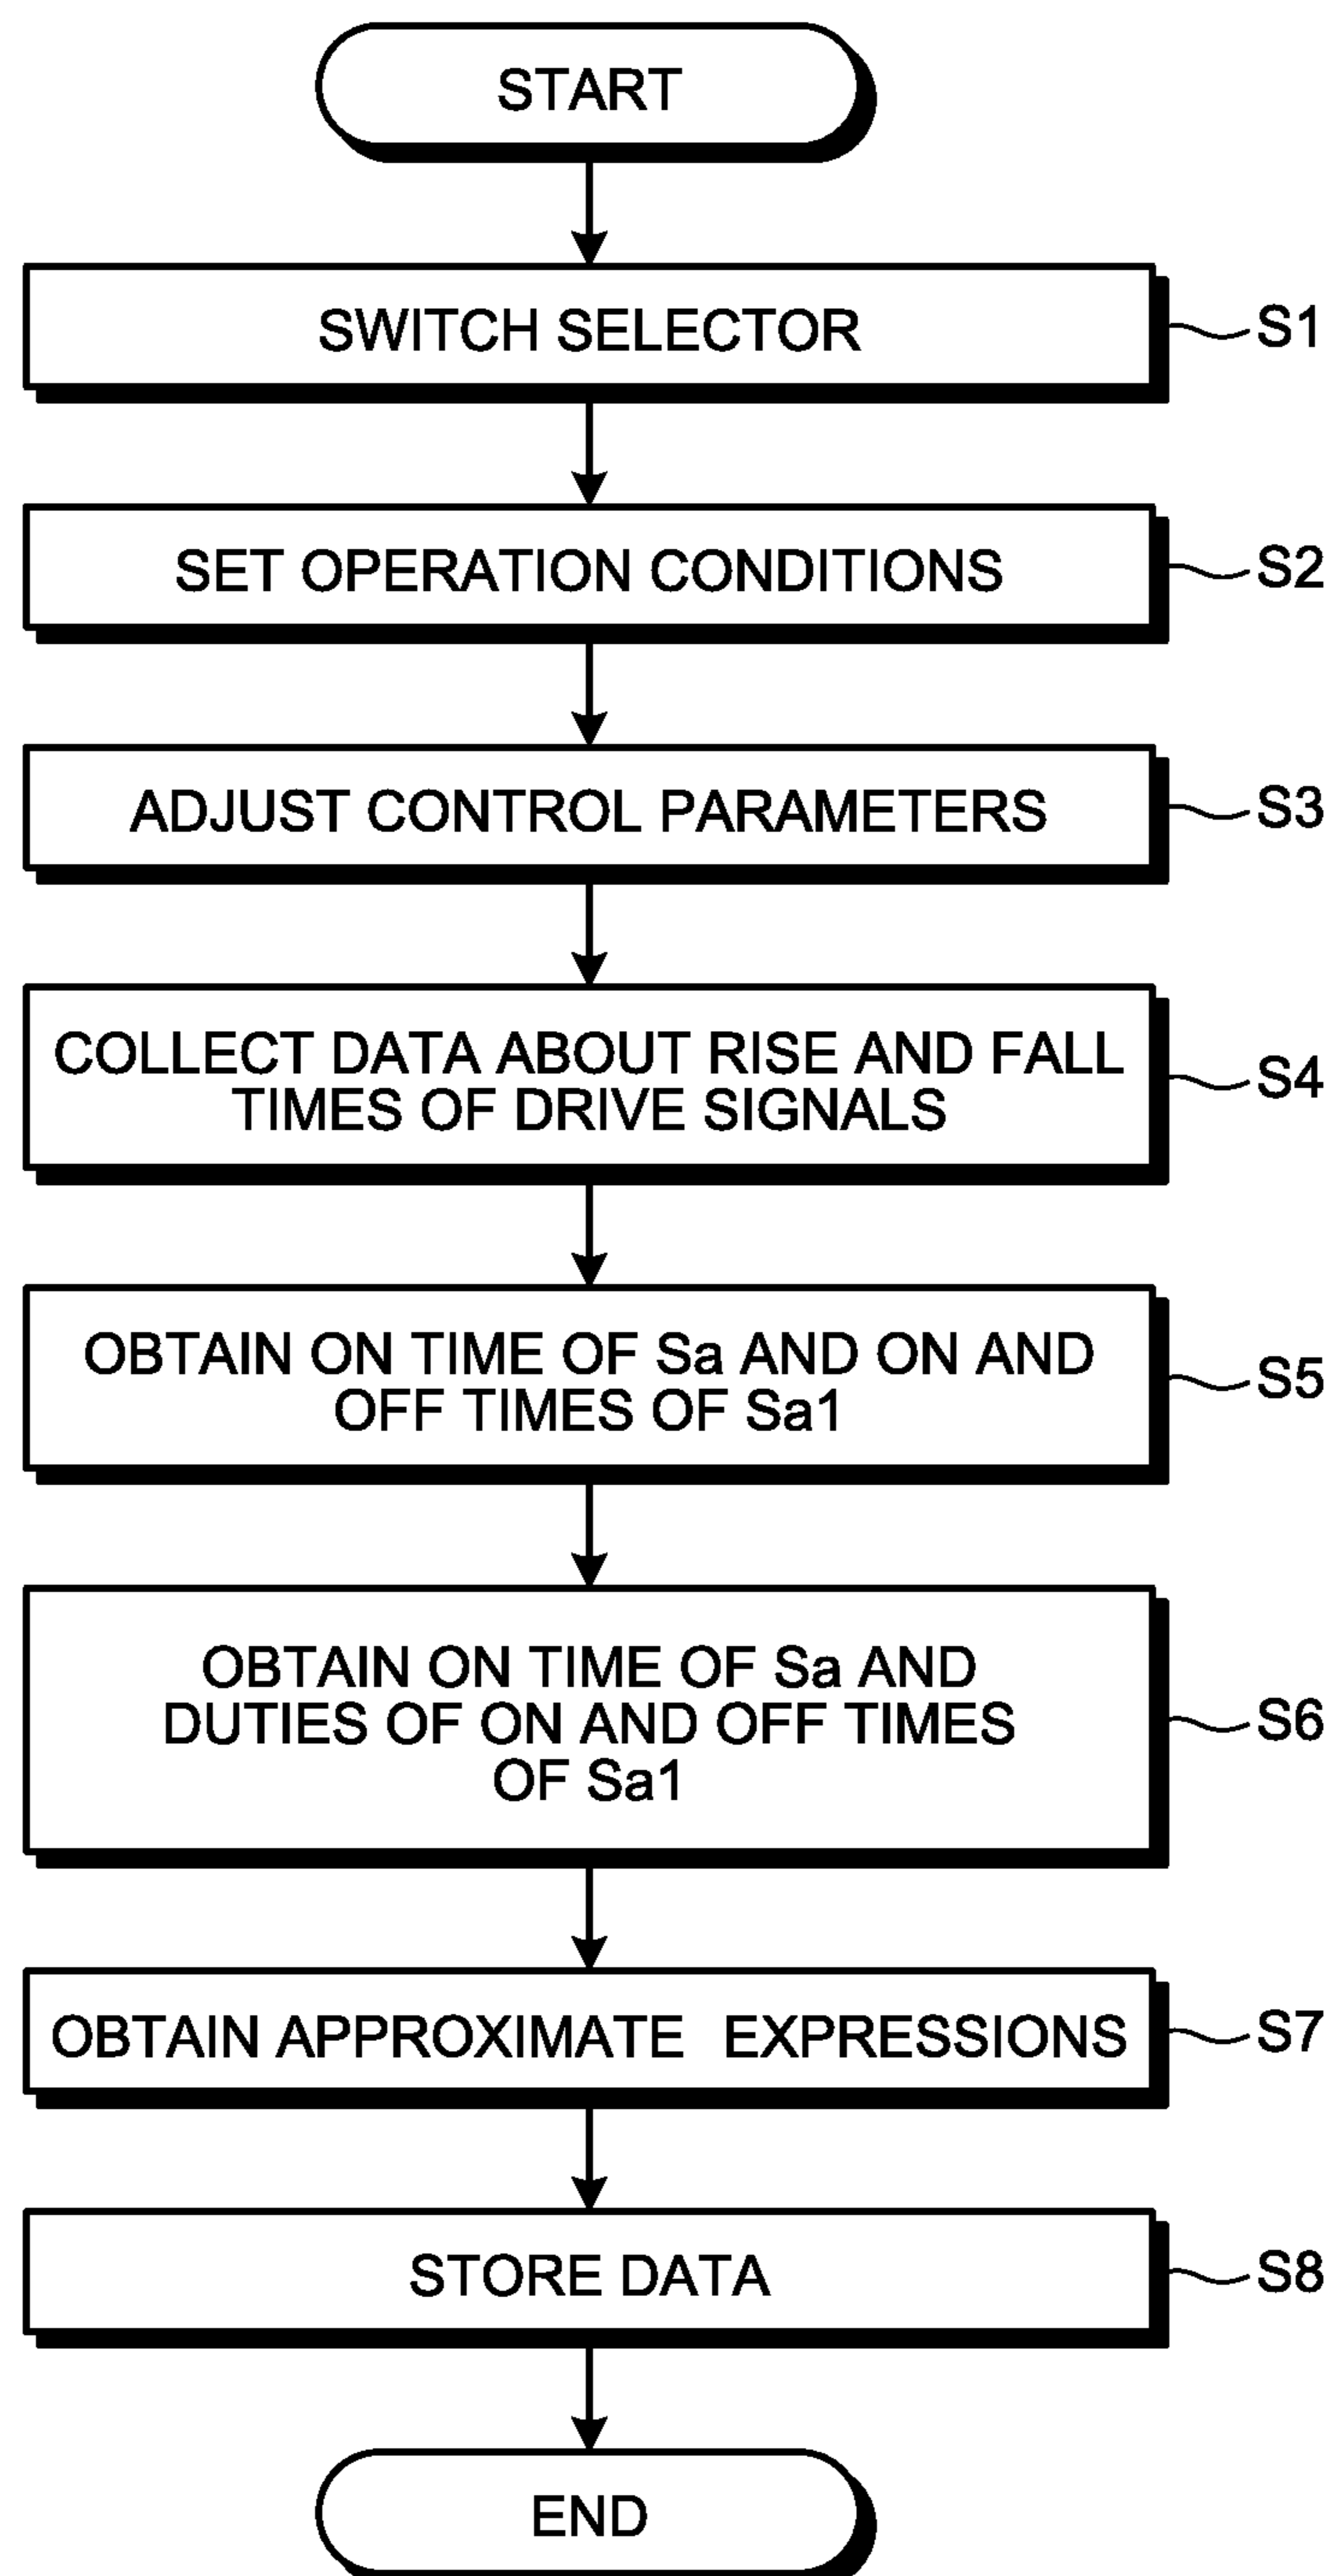 START
SWITCH SELECTOR
S1
SET OPERATION CONDITIONS
S2
ADJUST CONTROL PARAMETERS
S3
COLLECT DATA ABOUT RISE AND FALL
TIMES OF DRIVE SIGNALS
S4
OBTAIN ON TIME OF Sa AND ON AND
OFF TIMES OF Sa1
S5
OBTAIN ON TIME OF Sa AND
DUTIES OF ON AND OFF TIMES
OF Sa1
S6
OBTAIN APPROXIMATE EXPRESSIONS
S7
STORE DATA
S8
END